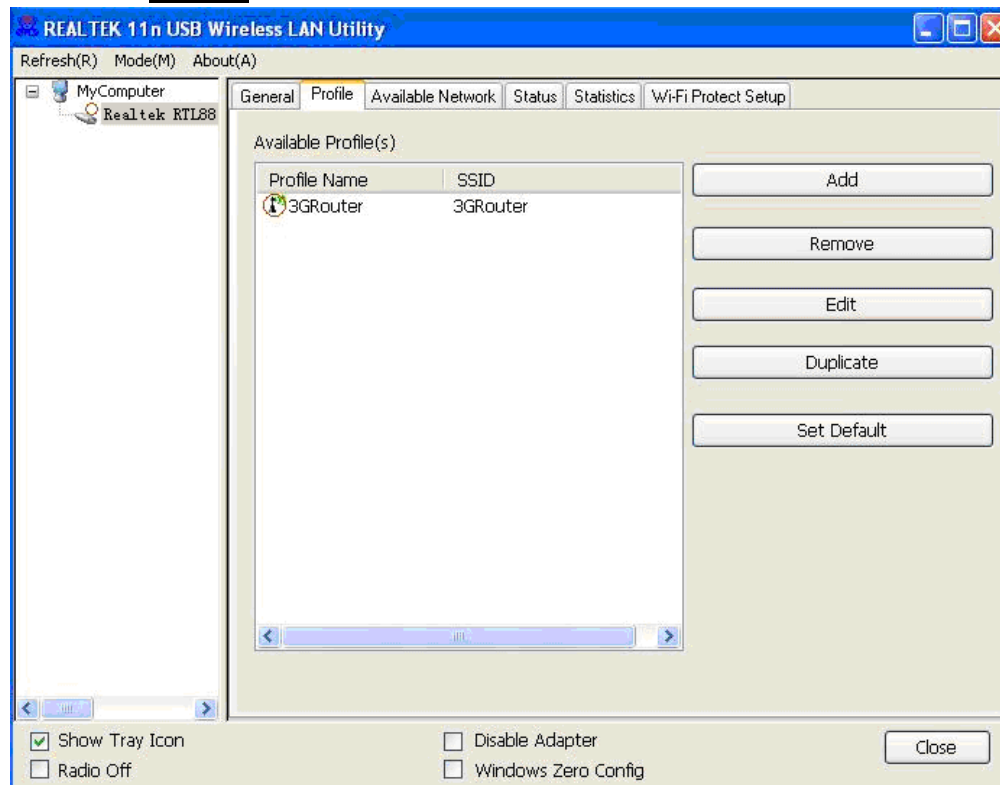 REALTEK 11n USB Wireless LAN Utility
Refresh(R) Mode(M) About(A)
MyComputer
Realtek RTL88
General Profile Available Network Status Statistics Wi-Fi Protect Setup
Available Profile(s)
Profile Name SSID
3GRouter 3GRouter
Add
Remove
Edit
Duplicate
Set Default
Show Tray Icon
Radio Off
Disable Adapter
Windows Zero Config
Close